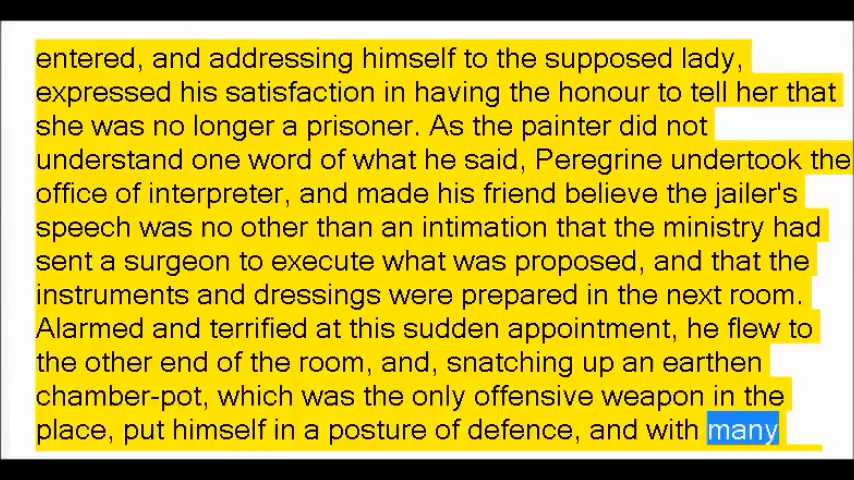 entered, and addressing himself to the supposed lady,
expressed his satisfaction in having the honour to tell her that
she was no longer a prisoner. As the painter did not
understand one word of what he said, Peregrine undertook the
office of interpreter, and made his friend believe the jailer's
speech was no other than an intimation that the ministry had
sent a surgeon to execute what was proposed, and that the
instruments and dressings were prepared in the next room.
Alarmed and terrified at this sudden appointment, he flew to
the other end of the room, and, snatching up an earthen
chamber-pot, which was the only offensive weapon in the
place, put himself in a posture of defence, and with many